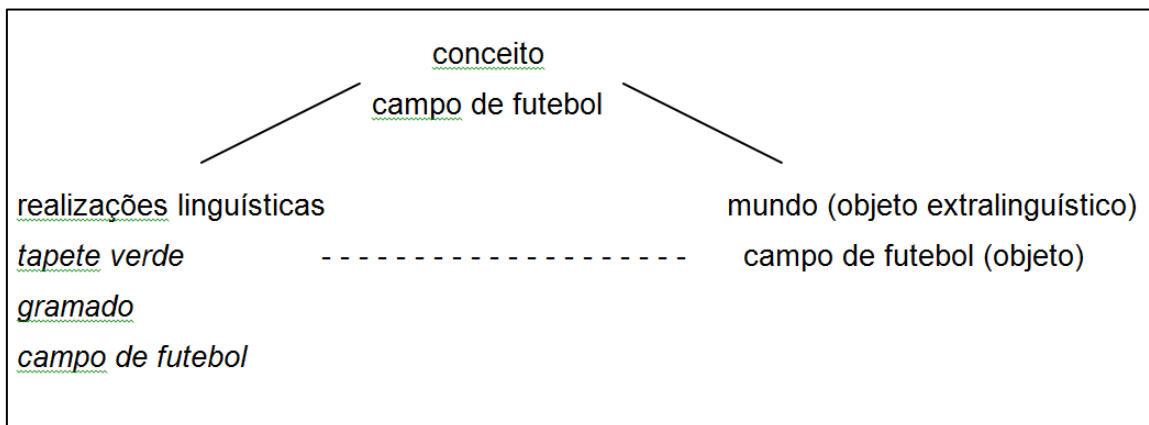 conceito
campo de futebol
realizações linguísticas mundo (objeto extralinguístico)
tapete verde - - - - - - - - - - - - - - - - - - - - campo de futebol (objeto)
gramado
campo de futebol